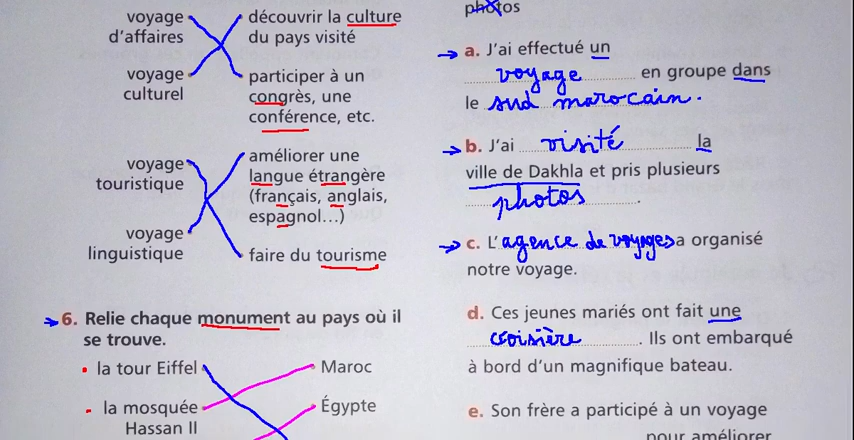 voyage
d'affaires
découvrir la culture
du pays visité
voyage
culturel
participer à un
congrès, une
conférence, etc.
voyage
touristique
améliorer une
langue étrangère
(français, anglais,
espagnol...)
voyage
linguistique
faire du tourisme
6. Relie chaque monument au pays où il
se trouve.
la tour Eiffel
Maroc
la mosquée
Hassan II
Égypte
photos
a. J'ai effectué un
voyage en groupe dans
le sud marocain.
b. J'ai visité la
ville de Dakhla et pris plusieurs
photos.
c. L'agence de voyages a organisé
notre voyage.
d. Ces jeunes mariés ont fait une
croisière. Ils ont embarqué
à bord d'un magnifique bateau.
e. Son frère a participé à un voyage
pour améliorer